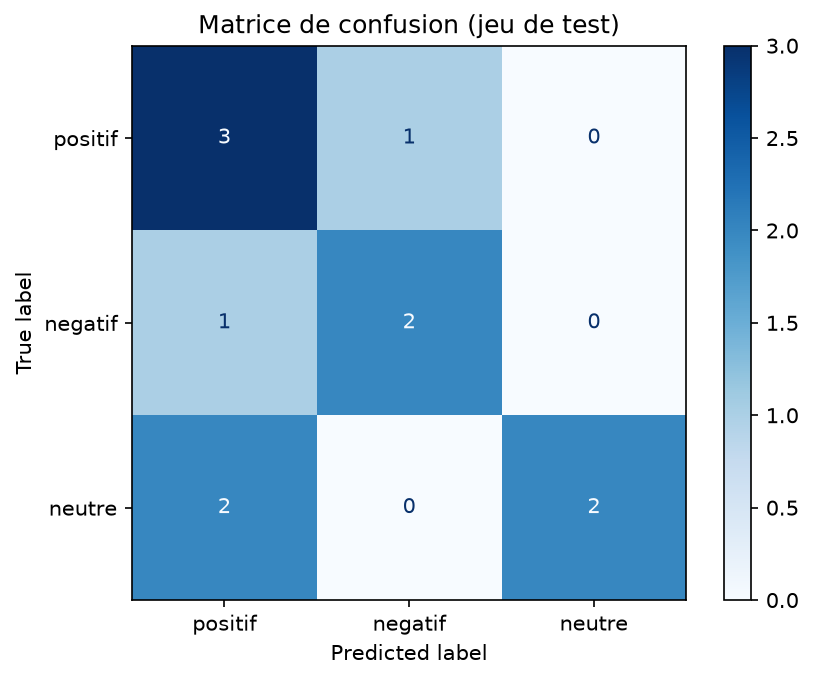 Matrice de confusion (jeu de test)
True label
positif
negatif
neutre
3 1 0
1 2 0
2 0 2
positif negatif neutre
Predicted label
3.0
2.5
2.0
1.5
1.0
0.5
0.0